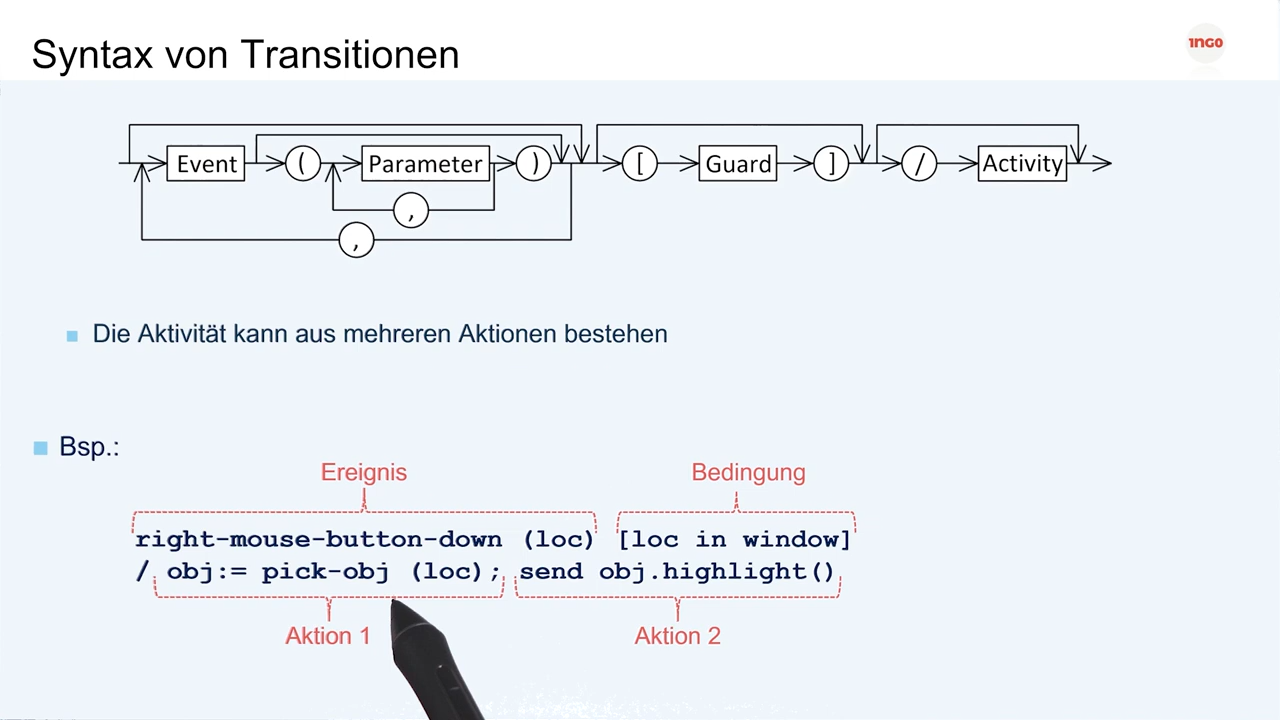 Syntax von Transitionen
1NG0
Event ( Parameter ) [ Guard ] / Activity
,
,
Die Aktivität kann aus mehreren Aktionen bestehen
Bsp.:
Ereignis Bedingung
right-mouse-button-down (loc) [loc in window]
/ obj:= pick-obj (loc); send obj.highlight()
Aktion 1 Aktion 2